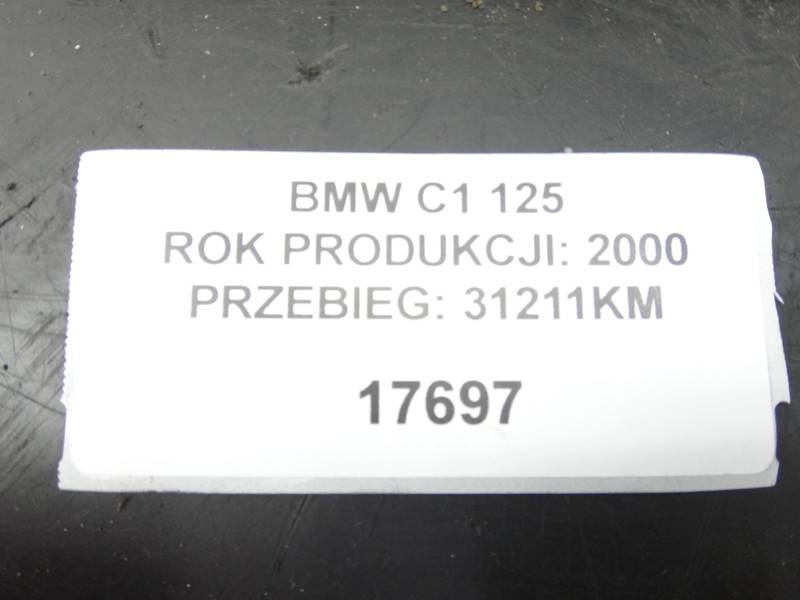 BMW C1 125
ROK PRODUKCJI: 2000
PRZEBIEG: 31211KM
17697